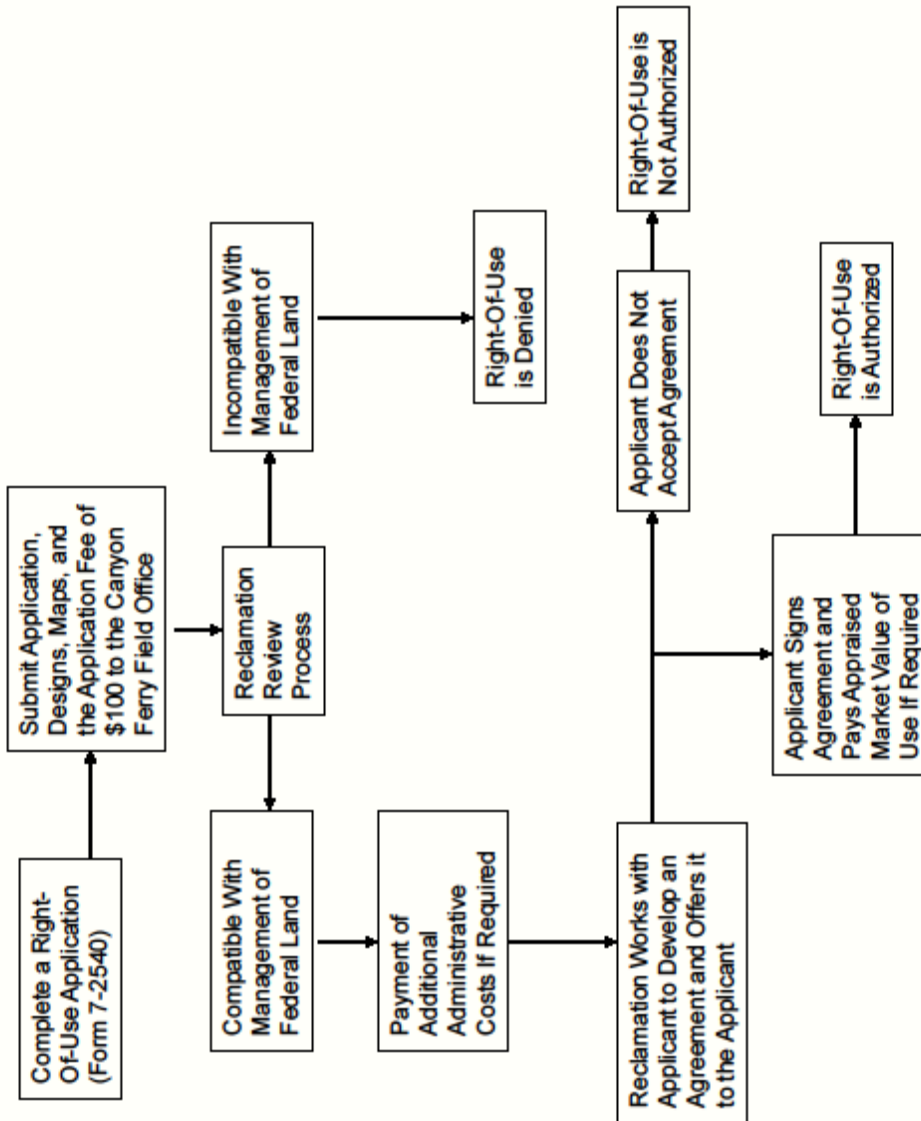 Complete a Right-
Of-Use Application
(Form 7-2540)
Submit Application,
Designs, Maps, and
the Application Fee of
$100 to the Canyon
Ferry Field Office
Reclamation
Review
Process
Compatible With
Management of
Federal Land
Incompatible With
Management of
Federal Land
Payment of
Additional
Administrative
Costs If Required
Right-Of-Use
is Denied
Reclamation Works with
Applicant to Develop an
Agreement and Offers it
to the Applicant
Applicant Does Not
Accept Agreement
Right-Of-Use is
Not Authorized
Applicant Signs
Agreement and
Pays Appraised
Market Value of
Use If Required
Right-Of-Use
is Authorized